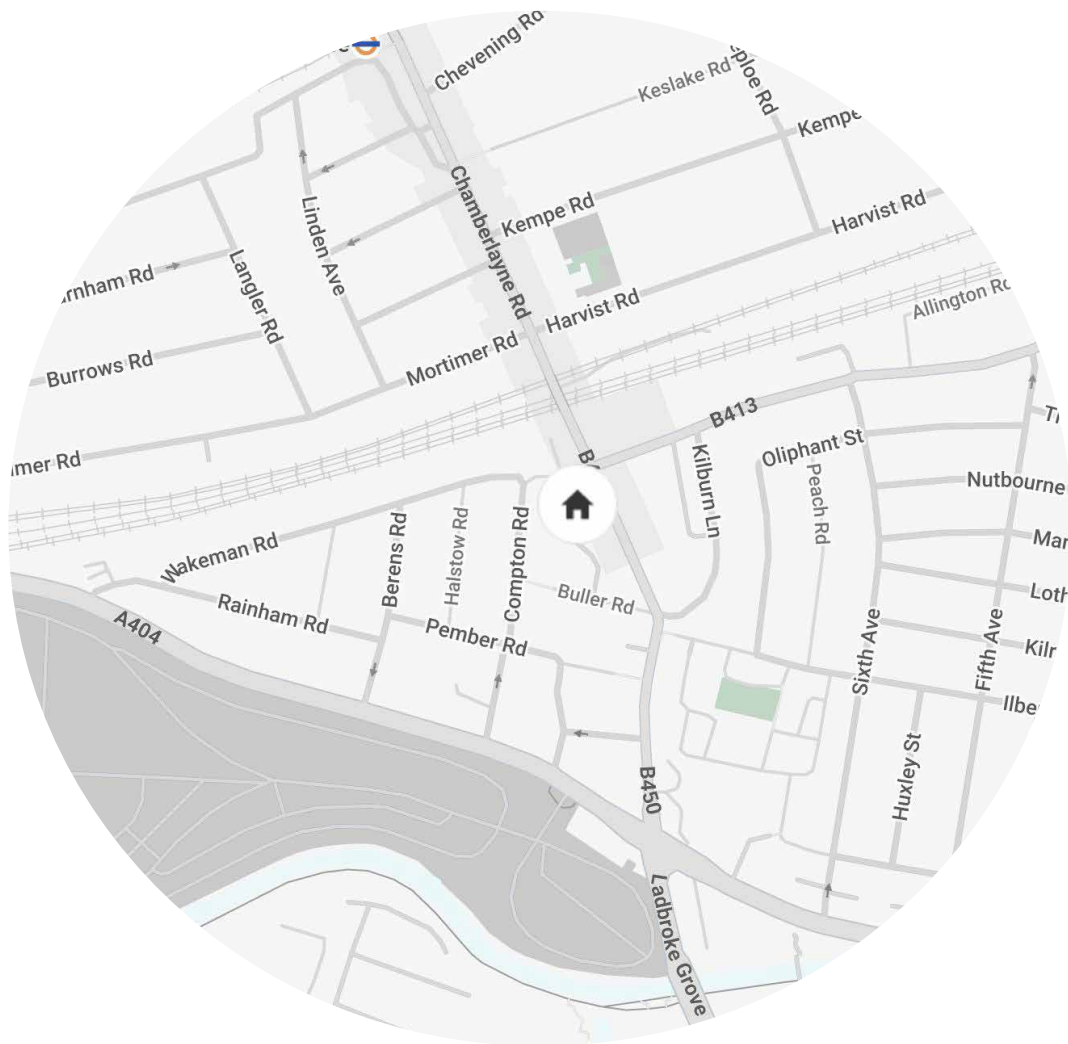 Chevening Rd
Keslake Rd
Kempe Rd
Harvist Rd
Chamberlayne Rd
Linden Ave
Langler Rd
Harvist Rd
Allington Rd
Mortimer Rd
Burrows Rd
B413
Oliphant St
Kilburn Ln
Peach Rd
Nutbourne
Wakeman Rd
Berens Rd
Halstow Rd
Compton Rd
Buller Rd
Rainham Rd
Pember Rd
A404
Sixth Ave
Fifth Ave
Huxley St
B450
Ladbroke Grove